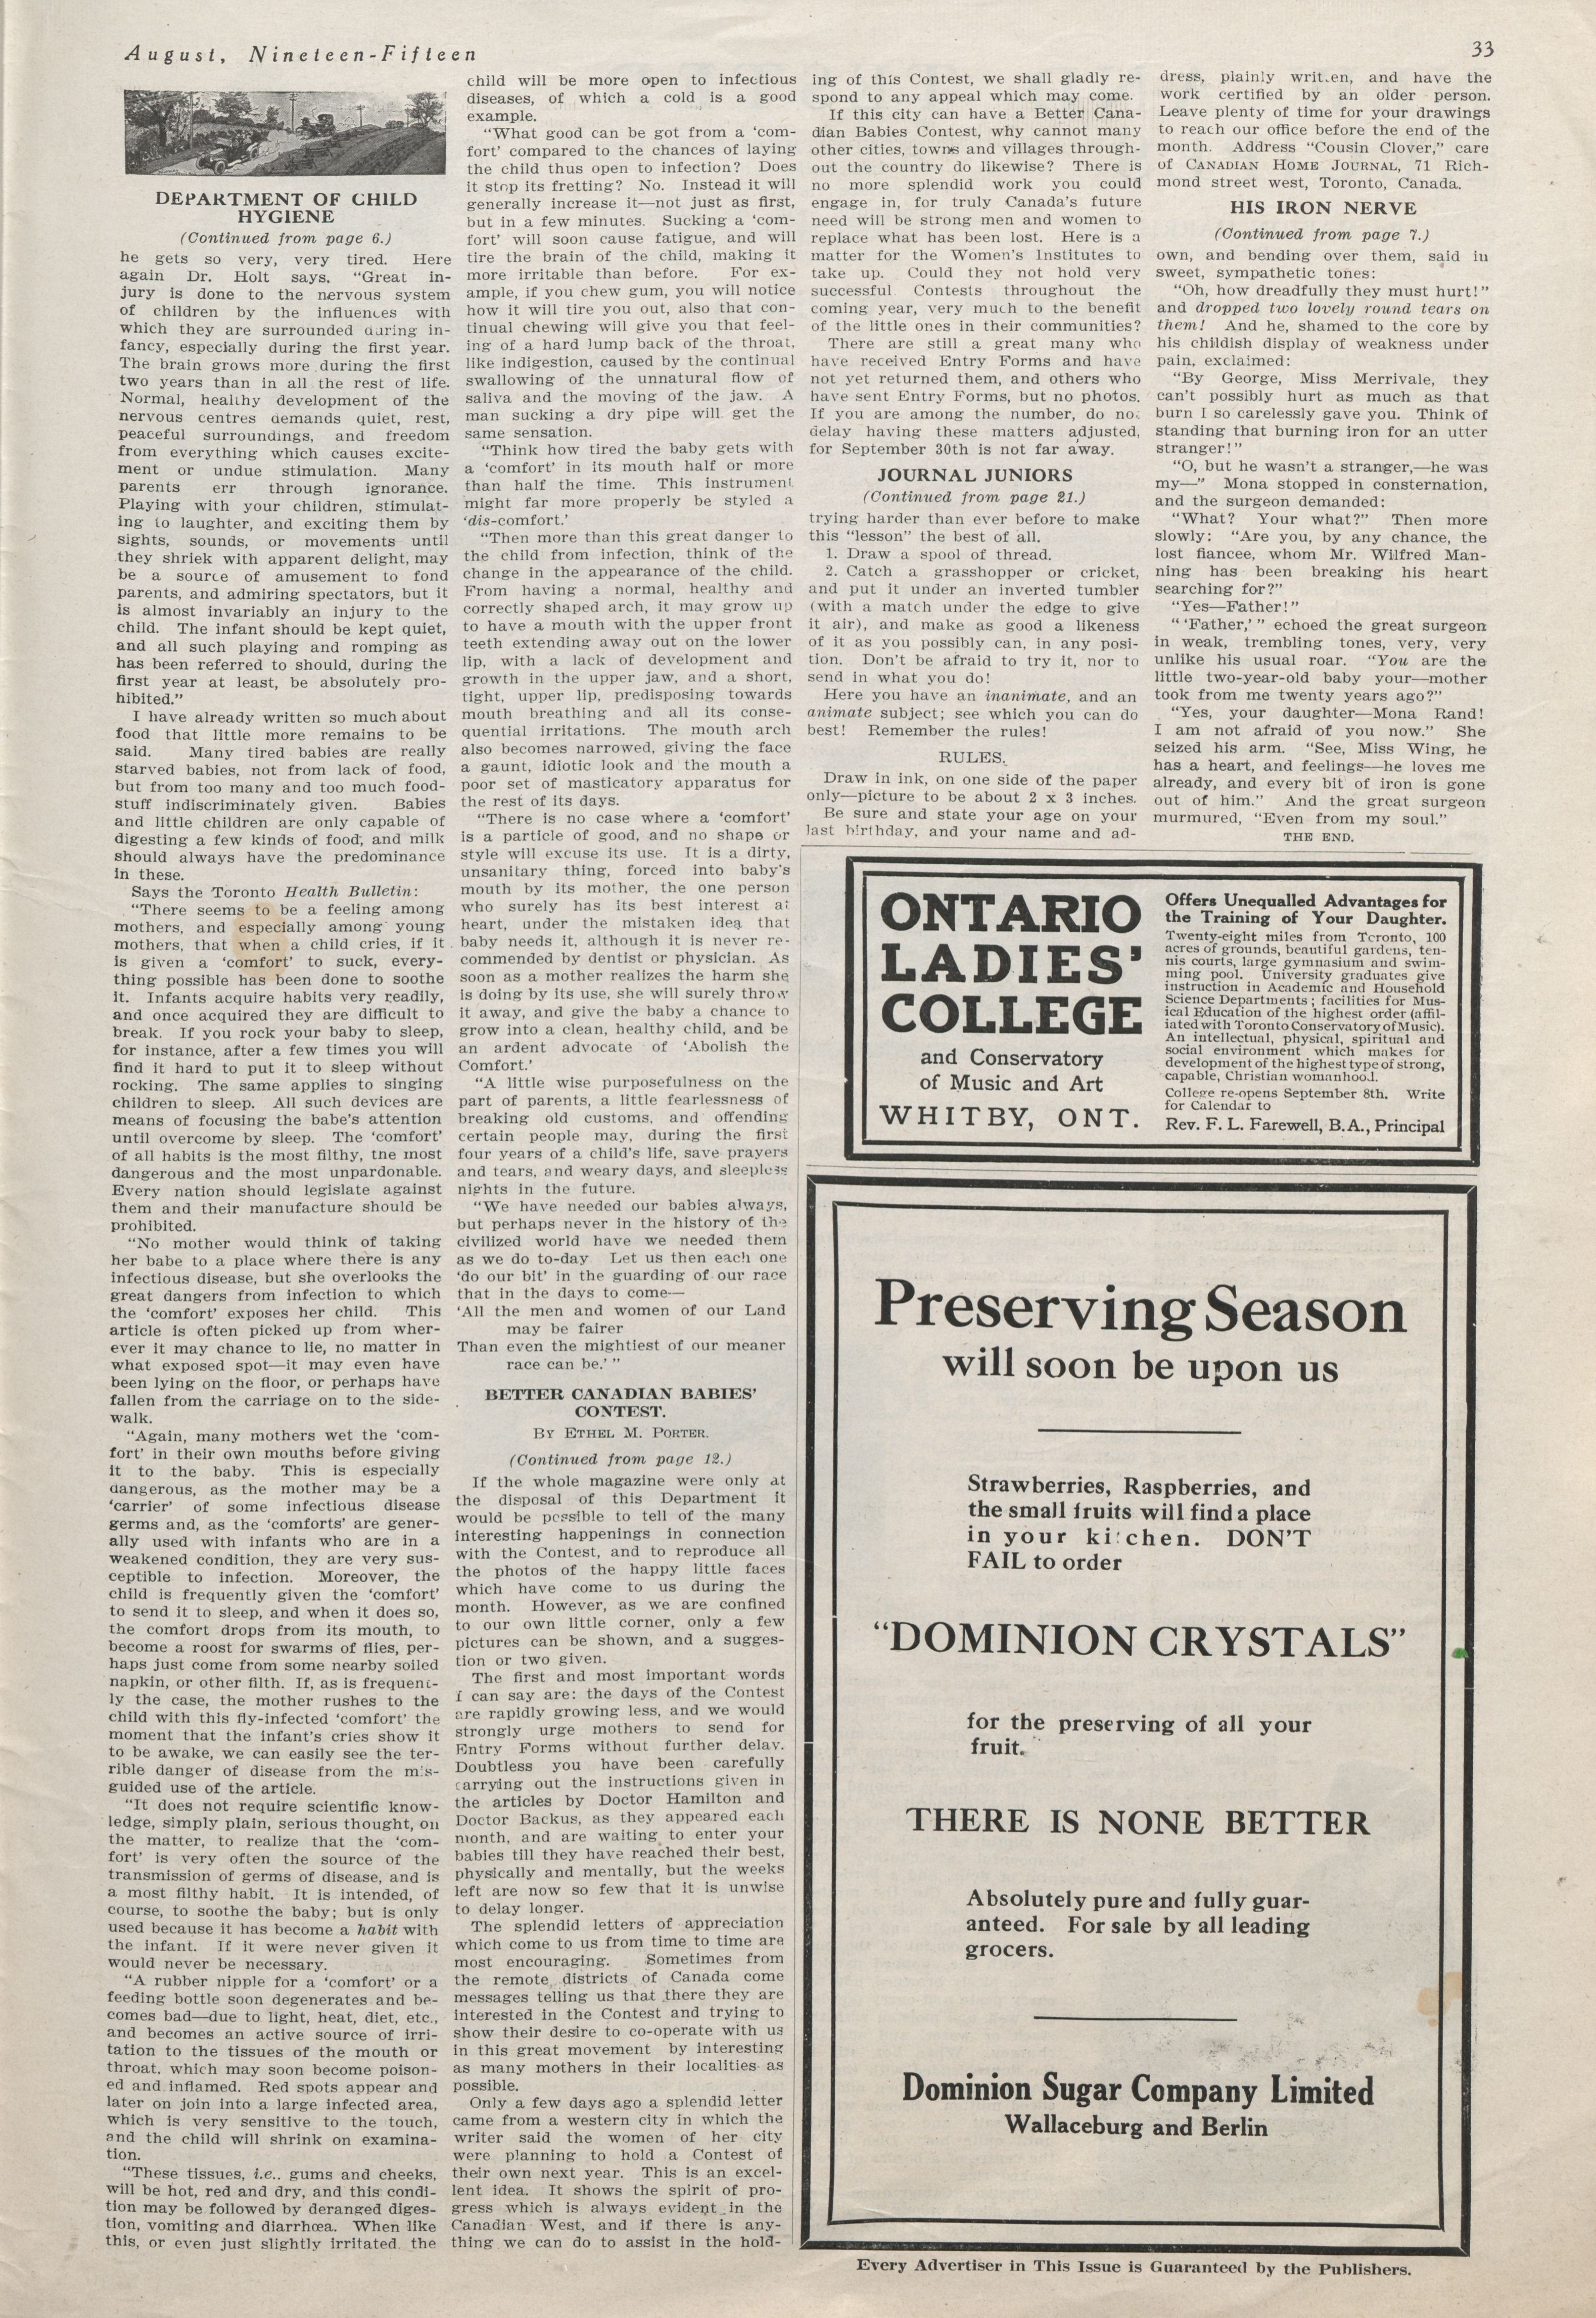 August, Nineteen-Fifteen
33
DEPARTMENT OF CHILD
HYGIENE
(Continued from page 6.)
he gets so very, very tired. Here
again Dr. Holt says, "Great in-
jury is done to the nervous system
of children by the influences with
which they are surrounded during in-
fancy, especially during the first year.
The brain grows more during the first
two years than in all the rest of life.
Normal, healthy development of the
nervous centres demands quiet, rest,
peaceful surroundings, and freedom
from everything which causes excite-
ment or undue stimulation. Many
parents err through ignorance.
Playing with your children, stimulat-
ing to laughter, and exciting them by
sights, sounds, or movements until
they shriek with apparent delight, may
be a source of amusement to fond
parents, and admiring spectators, but it
is almost invariably an injury to the
child. The infant should be kept quiet,
and all such playing and romping as
has been referred to should, during the
first year at least, be absolutely pro-
hibited."
I have already written so much about
food that little more remains to be
said. Many tired babies are really
starved babies, not from lack of food,
but from too many and too much food-
stuff indiscriminately given. Babies
and little children are only capable of
digesting a few kinds of food, and milk
should always have the predominance
in these.
Says the Toronto Health Bulletin:
"There seems to be a feeling among
mothers, and especially among young
mothers, that when a child cries, if it
is given a 'comfort' to suck, every-
thing possible has been done to soothe
it. Infants acquire habits very readily,
and once acquired they are difficult to
break. If you rock your baby to sleep,
for instance, after a few times you will
find it hard to put it to sleep without
rocking. The same applies to singing
children to sleep. All such devices are
means of focusing the babe's attention
until overcome by sleep. The 'comfort'
of all habits is the most filthy, the most
dangerous and the most unpardonable.
Every nation should legislate against
them and their manufacture should be
prohibited.
"No mother would think of taking
her babe to a place where there is any
infectious disease, but she overlooks the
great dangers from infection to which
the 'comfort' exposes her child. This
article is often picked up from wher-
ever it may chance to lie, no matter in
what exposed spot—it may even have
been lying on the floor, or perhaps have
fallen from the carriage on to the side-
walk.
"Again, many mothers wet the 'com-
fort' in their own mouths before giving
it to the baby. This is especially
dangerous, as the mother may be a
'carrier' of some infectious disease
germs and, as the 'comforts' are gener-
ally used with infants who are in a
weakened condition, they are very sus-
ceptible to infection. Moreover, the
child is frequently given the 'comfort'
to send it to sleep, and when it does so,
the comfort drops from its mouth, to
become a roost for swarms of flies, per-
haps just come from some nearby soiled
napkin, or other filth. If, as is frequent-
ly the case, the mother rushes to the
child with this fly-infected 'comfort' the
moment that the infant's cries show it
to be awake, we can easily see the ter-
rible danger of disease from the mis-
guided use of the article.
"It does not require scientific know-
ledge, simply plain, serious thought, on
the matter, to realize that the 'com-
fort' is very often the source of the
transmission of germs of disease, and is
a most filthy habit. It is intended, of
course, to soothe the baby; but is only
used because it has become a habit with
the infant. If it were never given it
would never be necessary.
"A rubber nipple for a 'comfort' or a
feeding bottle soon degenerates and be-
comes bad—due to light, heat, diet, etc.,
and becomes an active source of irri-
tation to the tissues of the mouth or
throat, which may soon become poison-
ed and inflamed. Red spots appear and
later on join into a large infected area,
which is very sensitive to the touch,
and the child will shrink on examina-
tion.
"These tissues, i.e.. gums and cheeks,
will be hot, red and dry, and this condi-
tion may be followed by deranged diges-
tion, vomiting and diarrhœa. When like
this, or even just slightly irritated, the
child will be more open to infectious
diseases, of which a cold is a good
example.
"What good can be got from a 'com-
fort' compared to the chances of laying
the child thus open to infection? Does
it stop its fretting? No. Instead it will
generally increase it—not just as first,
but in a few minutes. Sucking a 'com-
fort' will soon cause fatigue, and will
tire the brain of the child, making it
more irritable than before. For ex-
ample, if you chew gum, you will notice
how it will tire you out, also that con-
tinual chewing will give you that feel-
ing of a hard lump back of the throat,
like indigestion, caused by the continual
swallowing of the unnatural flow of
saliva and the moving of the jaw. A
man sucking a dry pipe will get the
same sensation.
"Think how tired the baby gets with
a 'comfort' in its mouth half or more
than half the time. This instrument
might far more properly be styled a
'dis-comfort.'
"Then more than this great danger to
the child from infection, think of the
change in the appearance of the child.
From having a normal, healthy and
correctly shaped arch, it may grow up
to have a mouth with the upper front
teeth extending away out on the lower
lip, with a lack of development and
growth in the upper jaw, and a short,
tight, upper lip, predisposing towards
mouth breathing and all its conse-
quential irritations. The mouth arch
also becomes narrowed, giving the face
a gaunt, idiotic look and the mouth a
poor set of masticatory apparatus for
the rest of its days.
"There is no case where a 'comfort'
is a particle of good, and no shape or
style will excuse its use. It is a dirty,
unsanitary thing, forced into baby's
mouth by its mother, the one person
who surely has its best interest at
heart, under the mistaken idea that
baby needs it, although it is never re-
commended by dentist or physician. As
soon as a mother realizes the harm she
is doing by its use, she will surely throw
it away, and give the baby a chance to
grow into a clean, healthy child, and be
an ardent advocate of 'Abolish the
Comfort.'
"A little wise purposefulness on the
part of parents, a little fearlessness of
breaking old customs, and offending
certain people may, during the first
four years of a child's life, save prayers
and tears, and weary days, and sleepless
nights in the future.
"We have needed our babies always,
but perhaps never in the history of the
civilized world have we needed them
as we do to-day Let us then each one
'do our bit' in the guarding of our race
that in the days to come—
'All the men and women of our Land
may be fairer
Than even the mightiest of our meaner
race can be.' "
BETTER CANADIAN BABIES'
CONTEST.
BY ETHEL M. PORTER.
(Continued from page 12.)
If the whole magazine were only at
the disposal of this Department it
would be possible to tell of the many
interesting happenings in connection
with the Contest, and to reproduce all
the photos of the happy little faces
which have come to us during the
month. However, as we are confined
to our own little corner, only a few
pictures can be shown, and a sugges-
tion or two given.
The first and most important words
I can say are: the days of the Contest
are rapidly growing less, and we would
strongly urge mothers to send for
Entry Forms without further delay.
Doubtless you have been carefully
carrying out the instructions given in
the articles by Doctor Hamilton and
Doctor Backus, as they appeared each
month, and are waiting to enter your
babies till they have reached their best,
physically and mentally, but the weeks
left are now so few that it is unwise
to delay longer.
The splendid letters of appreciation
which come to us from time to time are
most encouraging. Sometimes from
the remote districts of Canada come
messages telling us that there they are
interested in the Contest and trying to
show their desire to co-operate with us
in this great movement by interesting
as many mothers in their localities as
possible.
Only a few days ago a splendid letter
came from a western city in which the
writer said the women of her city
were planning to hold a Contest of
their own next year. This is an excel-
lent idea. It shows the spirit of pro-
gress which is always evident in the
Canadian West, and if there is any-
thing we can do to assist in the hold-
ing of this Contest, we shall gladly re-
spond to any appeal which may come.
If this city can have a Better Cana-
dian Babies Contest, why cannot many
other cities, towns and villages through-
out the country do likewise? There is
no more splendid work you could
engage in, for truly Canada's future
need will be strong men and women to
replace what has been lost. Here is a
matter for the Women's Institutes to
take up. Could they not hold very
successful Contests throughout the
coming year, very much to the benefit
of the little ones in their communities?
There are still a great many who
have received Entry Forms and have
not yet returned them, and others who
have sent Entry Forms, but no photos.
If you are among the number, do not
delay having these matters adjusted,
for September 30th is not far away.
JOURNAL JUNIORS
(Continued from page 21.)
trying harder than ever before to make
this "lesson" the best of all.
1. Draw a spool of thread.
2. Catch a grasshopper or cricket,
and put it under an inverted tumbler
(with a match under the edge to give
it air), and make as good a likeness
of it as you possibly can, in any posi-
tion. Don't be afraid to try it, nor to
send in what you do!
Here you have an inanimate, and an
animate subject; see which you can do
best! Remember the rules!
RULES.
Draw in ink, on one side of the paper
only—picture to be about 2 x 3 inches.
Be sure and state your age on your
last birthday, and your name and ad-
dress, plainly written, and have the
work certified by an older person.
Leave plenty of time for your drawings
to reach our office before the end of the
month. Address "Cousin Clover," care
of CANADIAN HOME JOURNAL, 71 Rich-
mond street west, Toronto, Canada.
HIS IRON NERVE
(Continued from page 7.)
own, and bending over them, said in
sweet, sympathetic tones:
"Oh, how dreadfully they must hurt!"
and dropped two lovely round tears on
them! And he, shamed to the core by
his childish display of weakness under
pain, exclaimed:
"By George, Miss Merrivale, they
can't possibly hurt as much as that
burn I so carelessly gave you. Think of
standing that burning iron for an utter
stranger!"
"O, but he wasn't a stranger,—he was
my—" Mona stopped in consternation,
and the surgeon demanded:
"What? Your what?" Then more
slowly: "Are you, by any chance, the
lost fiancee, whom Mr. Wilfred Man-
ning has been breaking his heart
searching for?"
"Yes—Father!"
" 'Father,' " echoed the great surgeon
in weak, trembling tones, very, very
unlike his usual roar. "You are the
little two-year-old baby your—mother
took from me twenty years ago?"
"Yes, your daughter—Mona Rand!
I am not afraid of you now." She
seized his arm. "See, Miss Wing, he
has a heart, and feelings—he loves me
already, and every bit of iron is gone
out of him." And the great surgeon
murmured, "Even from my soul."
THE END.
ONTARIO
LADIES'
COLLEGE
and Conservatory
of Music and Art
WHITBY, ONT.
Offers Unequalled Advantages for
the Training of Your Daughter.
Twenty-eight miles from Toronto, 100
acres of grounds, beautiful gardens, ten-
nis courts, large gymnasium and swim-
ming pool. University graduates give
instruction in Academic and Household
Science Departments; facilities for Mus-
ical Education of the highest order (affil-
iated with Toronto Conservatory of Music).
An intellectual, physical, spiritual and
social environment which makes for
development of the highest type of strong,
capable, Christian womanhood.
College re-opens September 8th. Write
for Calendar to
Rev. F. L. Farewell, B.A., Principal
Preserving Season
will soon be upon us
Strawberries, Raspberries, and
the small fruits will find a place
in your kitchen. DON'T
FAIL to order
"DOMINION CRYSTALS"
for the preserving of all your
fruit.
THERE IS NONE BETTER
Absolutely pure and fully guar-
anteed. For sale by all leading
grocers.
Dominion Sugar Company Limited
Wallaceburg and Berlin
Every Advertiser in This Issue is Guaranteed by the Publishers.